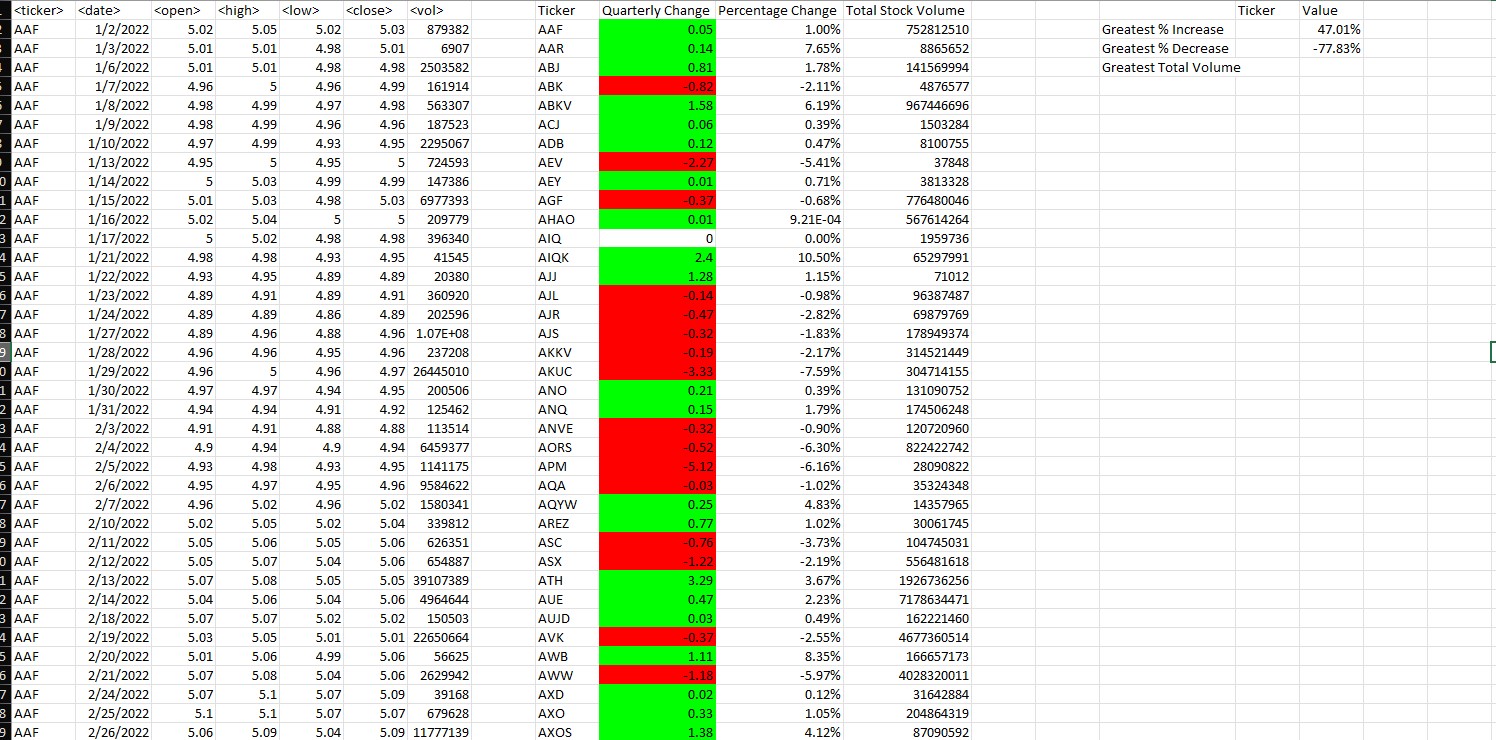 <ticker> <date> <open> <high> <low> <close> <vol> Ticker Quarterly Change Percentage Change Total Stock Volume Ticker Value
AAF 1/2/2022 5.02 5.05 5.02 5.03 879382 AAF 0.05 1.00% 752812510 Greatest % Increase 47.01%
AAF 1/3/2022 5.01 5.01 4.98 5.01 6907 AAR 0.14 7.65% 8865652 Greatest % Decrease -77.83%
AAF 1/6/2022 5.01 5.01 4.98 4.98 2503582 ABJ 0.81 1.78% 141569994 Greatest Total Volume
AAF 1/7/2022 4.96 5 4.96 4.99 161914 ABK -0.82 -2.11% 4876577
AAF 1/8/2022 4.98 4.99 4.97 4.98 563307 ABKV 1.58 6.19% 967446696
AAF 1/9/2022 4.98 4.99 4.96 4.96 187523 ACJ 0.06 0.39% 1503284
AAF 1/10/2022 4.97 4.99 4.93 4.95 2295067 ADB 0.12 0.47% 8100755
AAF 1/13/2022 4.95 5 4.95 5 724593 AEV -2.27 -5.41% 37848
AAF 1/14/2022 5 5.03 4.99 4.99 147386 AEY 0.01 0.71% 3813328
AAF 1/15/2022 5.01 5.03 4.98 5.03 6977393 AGF -0.37 -0.68% 776480046
AAF 1/16/2022 5.02 5.04 5 5 209779 AHAO 0.01 9.21E-04 567614264
AAF 1/17/2022 5 5.02 4.98 4.98 396340 AIQ 0 0.00% 1959736
AAF 1/21/2022 4.98 4.98 4.93 4.95 41545 AIQK 2.4 10.50% 65297991
AAF 1/22/2022 4.93 4.95 4.89 4.89 20380 AJJ 1.28 1.15% 71012
AAF 1/23/2022 4.89 4.91 4.89 4.91 360920 AJL -0.14 -0.98% 96387487
AAF 1/24/2022 4.89 4.89 4.86 4.89 202596 AJR -0.47 -2.82% 69879769
AAF 1/27/2022 4.89 4.96 4.88 4.96 1.07E+08 AJS -0.32 -1.83% 178949374
AAF 1/28/2022 4.96 4.96 4.95 4.96 237208 AKKV -0.19 -2.17% 314521449
AAF 1/29/2022 4.96 5 4.96 4.97 26445010 AKUC -3.33 -7.59% 304714155
AAF 1/30/2022 4.97 4.97 4.94 4.95 200506 ANO 0.21 0.39% 131090752
AAF 1/31/2022 4.94 4.94 4.91 4.92 125462 ANQ 0.15 1.79% 174506248
AAF 2/3/2022 4.91 4.91 4.88 4.88 113514 ANVE -0.32 -0.90% 120720960
AAF 2/4/2022 4.9 4.94 4.9 4.94 6459377 AORS -0.52 -6.30% 822422742
AAF 2/5/2022 4.93 4.98 4.93 4.95 1141175 APM -5.12 -6.16% 28090822
AAF 2/6/2022 4.95 4.97 4.95 4.96 9584622 AQA -0.03 -1.02% 35324348
AAF 2/7/2022 4.96 5.02 4.96 5.02 1580341 AQYW 0.25 4.83% 14357965
AAF 2/10/2022 5.02 5.05 5.02 5.04 339812 AREZ 0.77 1.02% 30061745
AAF 2/11/2022 5.05 5.06 5.05 5.06 626351 ASC -0.76 -3.73% 104745031
AAF 2/12/2022 5.05 5.07 5.04 5.06 654887 ASX -1.22 -2.19% 556481618
AAF 2/13/2022 5.07 5.08 5.05 5.05 39107389 ATH 3.29 3.67% 1926736256
AAF 2/14/2022 5.04 5.06 5.04 5.06 4964644 AUE 0.47 2.23% 7178634471
AAF 2/18/2022 5.07 5.07 5.02 5.02 150503 AUJD 0.03 0.49% 162221460
AAF 2/19/2022 5.03 5.05 5.01 5.01 22650664 AVK -0.37 -2.55% 4677360514
AAF 2/20/2022 5.01 5.06 4.99 5.06 56625 AWB 1.11 8.35% 166657173
AAF 2/21/2022 5.07 5.08 5.04 5.06 2629942 AWW -1.18 -5.97% 4028320011
AAF 2/24/2022 5.07 5.1 5.07 5.09 39168 AXD 0.02 0.12% 31642884
AAF 2/25/2022 5.1 5.1 5.07 5.07 679628 AXO 0.33 1.05% 204864319
AAF 2/26/2022 5.06 5.09 5.04 5.09 11777139 AXOS 1.38 4.12% 87090592